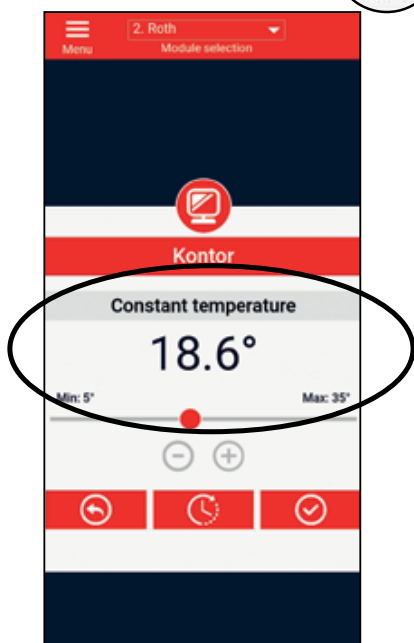 2. Roth
Menu
Module selection
Kontor
Constant temperature
18.6°
Min: 5°
Max: 35°